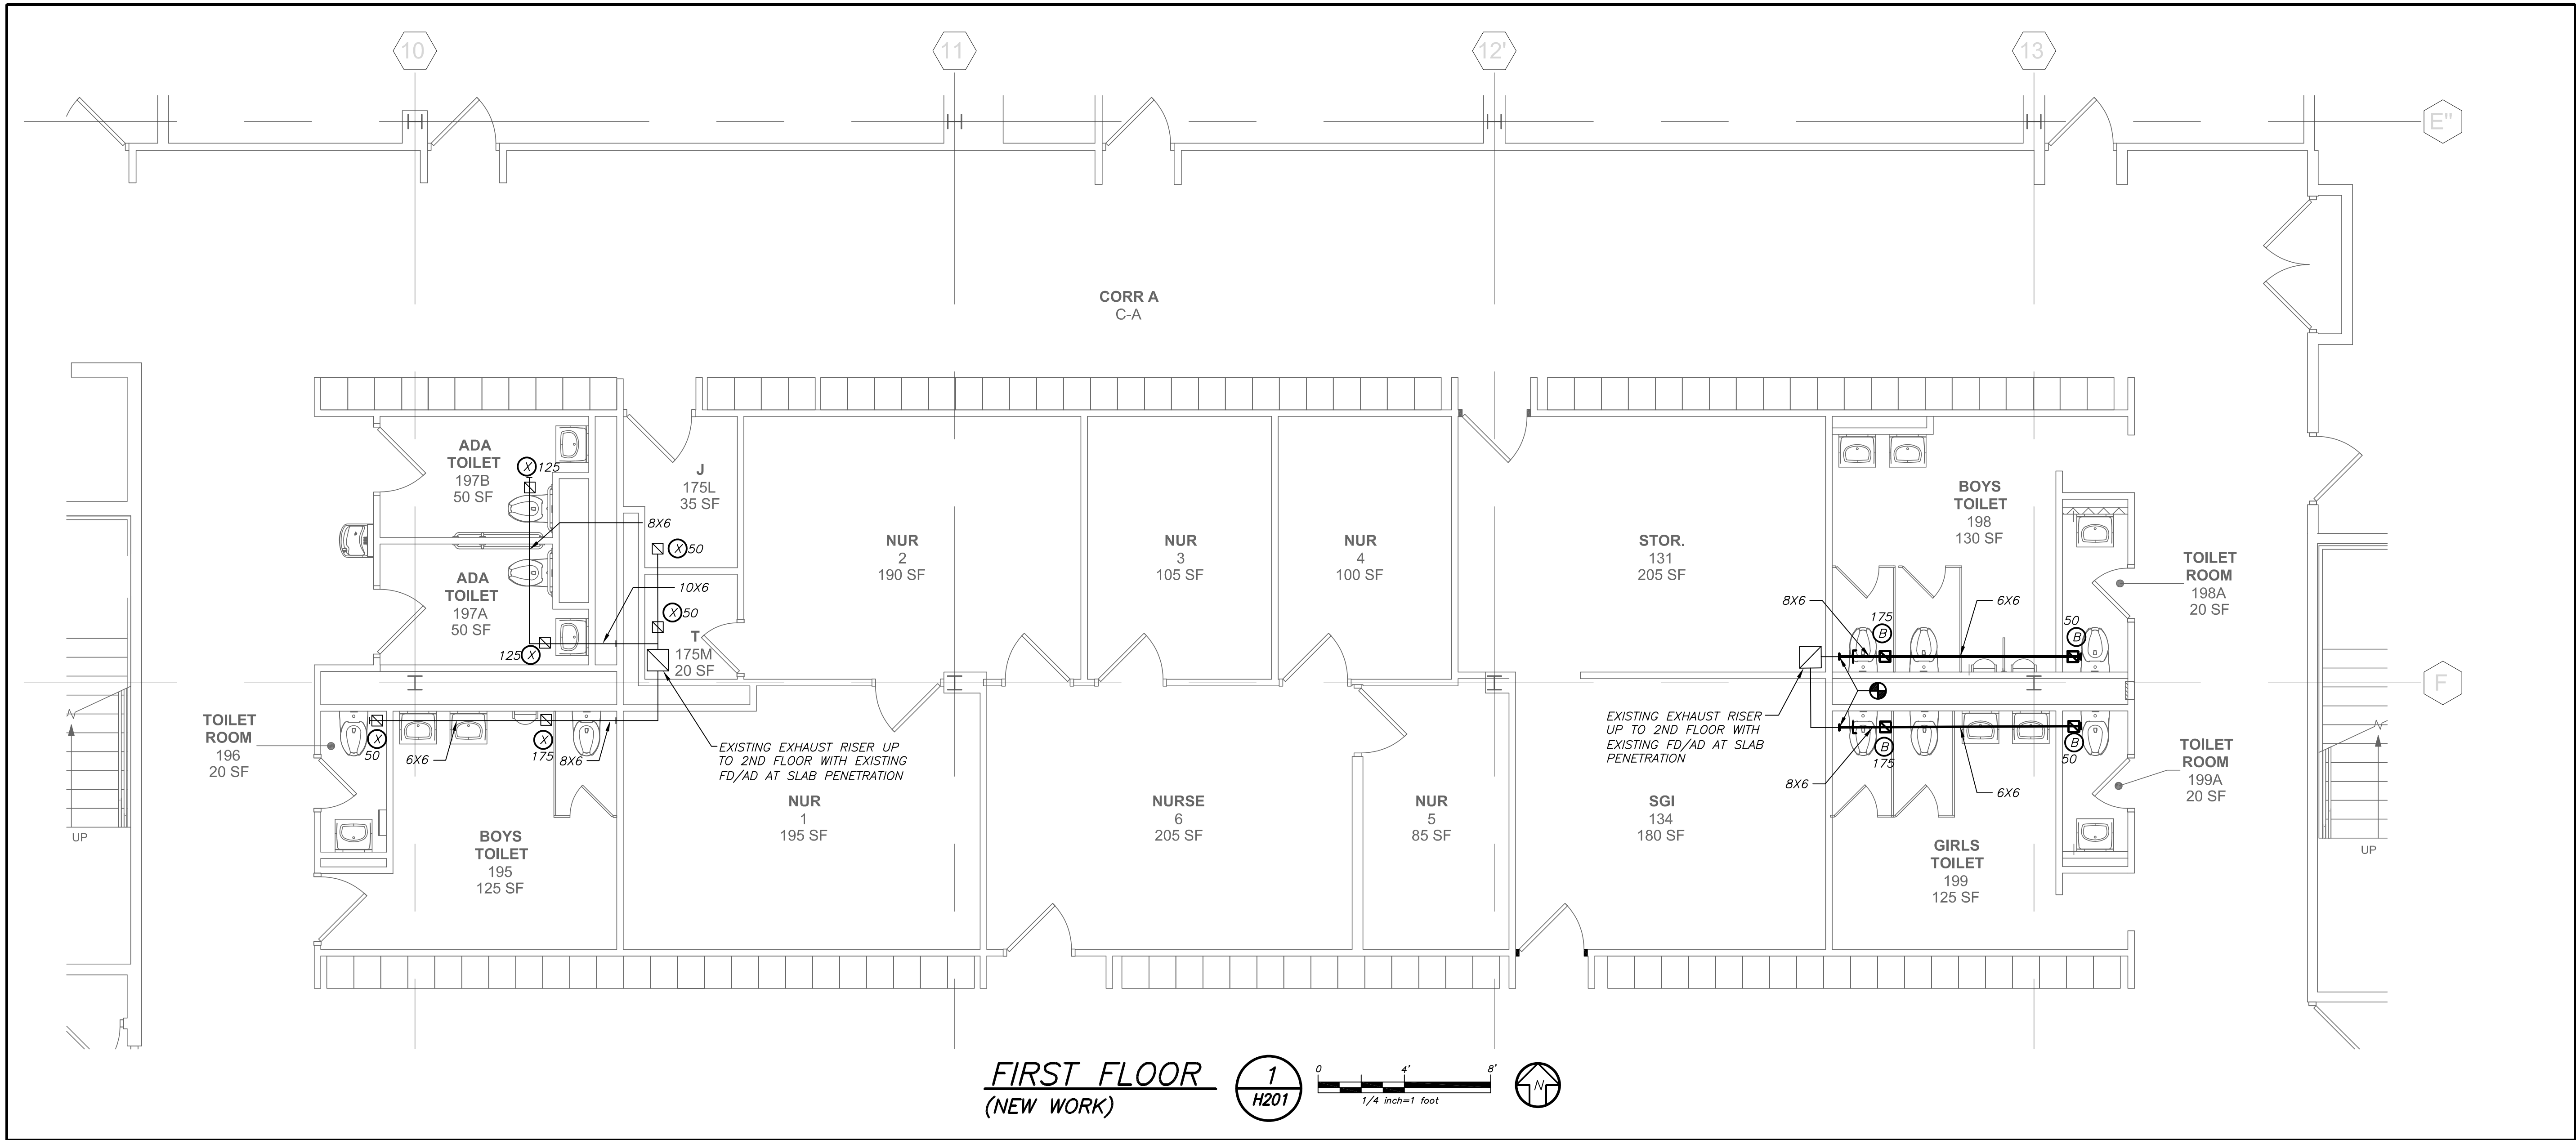 10
11
12'
13
E"
CORR A
C-A
ADA
TOILET
197B
50 SF
X
125
J
175L
35 SF
8X6
X
50
10X6
X
50
T
175M
20 SF
ADA
TOILET
197A
50 SF
125
X
NUR
2
190 SF
NUR
3
105 SF
NUR
4
100 SF
STOR.
131
205 SF
BOYS
TOILET
198
130 SF
TOILET
ROOM
198A
20 SF
8X6
175
B
6X6
50
B
F
TOILET
ROOM
196
20 SF
X
50
6X6
X
175
8X6
EXISTING EXHAUST RISER UP
TO 2ND FLOOR WITH EXISTING
FD/AD AT SLAB PENETRATION
EXISTING EXHAUST RISER
UP TO 2ND FLOOR WITH
EXISTING FD/AD AT SLAB
PENETRATION
B
175
8X6
6X6
B
50
TOILET
ROOM
199A
20 SF
UP
BOYS
TOILET
195
125 SF
NUR
1
195 SF
NURSE
6
205 SF
NUR
5
85 SF
SGI
134
180 SF
GIRLS
TOILET
199
125 SF
UP
FIRST FLOOR
(NEW WORK)
1
H201
0 4' 8'
1/4 inch=1 foot
N